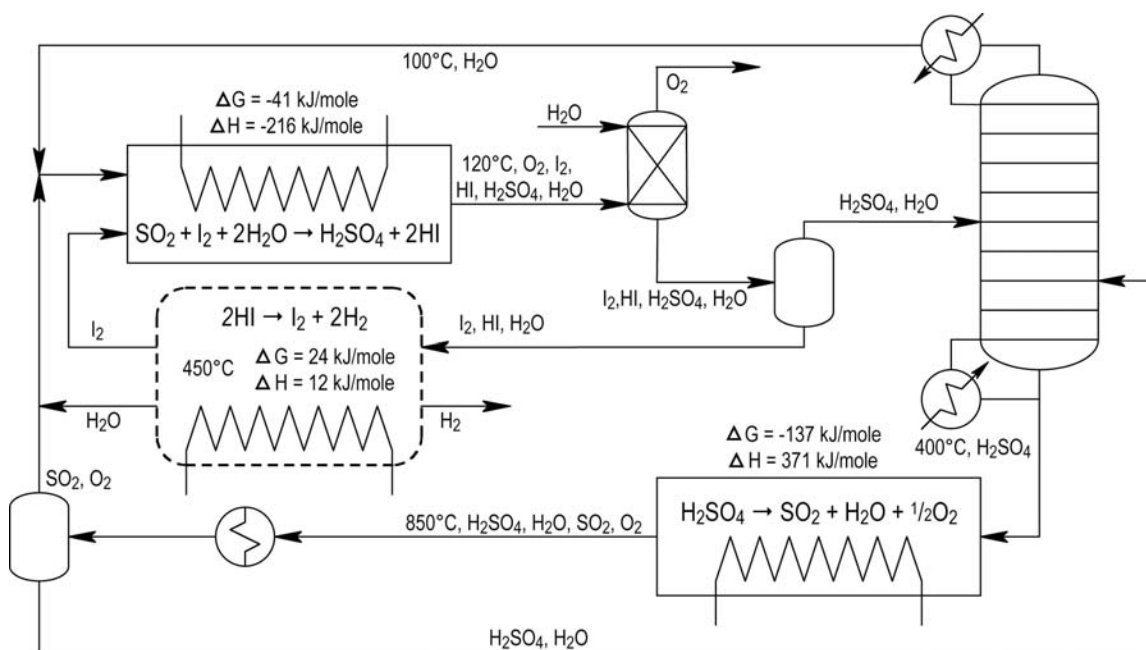 100°C, H₂O
O₂
ΔG = -41 kJ/mole
ΔH = -216 kJ/mole
H₂O
120°C, O₂, I₂,
HI, H₂SO₄, H₂O
SO₂ + I₂ + 2H₂O → H₂SO₄ + 2HI
H₂SO₄, H₂O
I₂,HI, H₂SO₄, H₂O
2HI → I₂ + 2H₂
I₂
I₂, HI, H₂O
450°C
ΔG = 24 kJ/mole
ΔH = 12 kJ/mole
H₂O
H₂
400°C, H₂SO₄
ΔG = -137 kJ/mole
ΔH = 371 kJ/mole
SO₂, O₂
850°C, H₂SO₄, H₂O, SO₂, O₂
H₂SO₄ → SO₂ + H₂O + ¹/₂O₂
H₂SO₄, H₂O